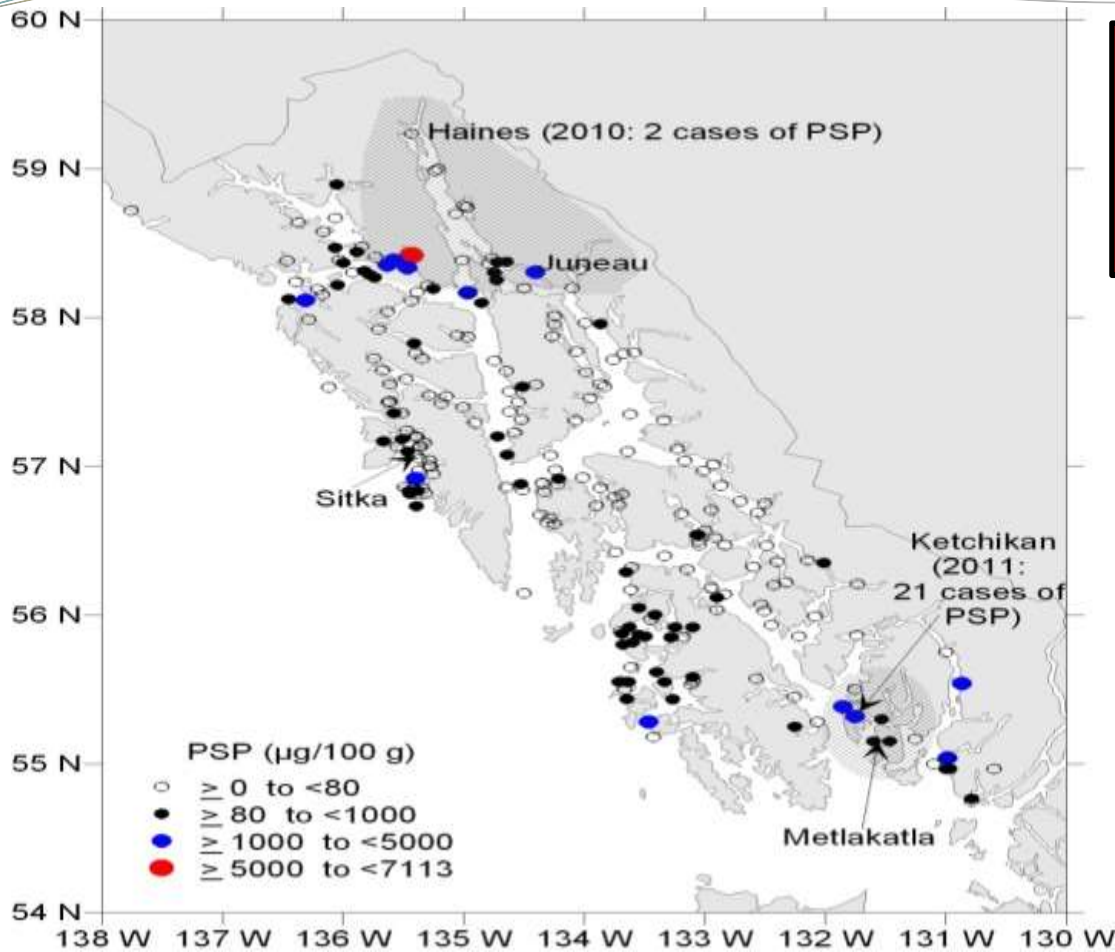 60 N
59 N
58 N
57 N
56 N
55 N
54 N
138 W 137 W 136 W 135 W 134 W 133 W 132 W 131 W 130 W
Haines (2010: 2 cases of PSP)
Juneau
Sitka
Ketchikan
(2011:
21 cases of
PSP)
Metlakatla
PSP (µg/100 g)
≥ 0 to <80
≥ 80 to <1000
≥ 1000 to <5000
≥ 5000 to <7113